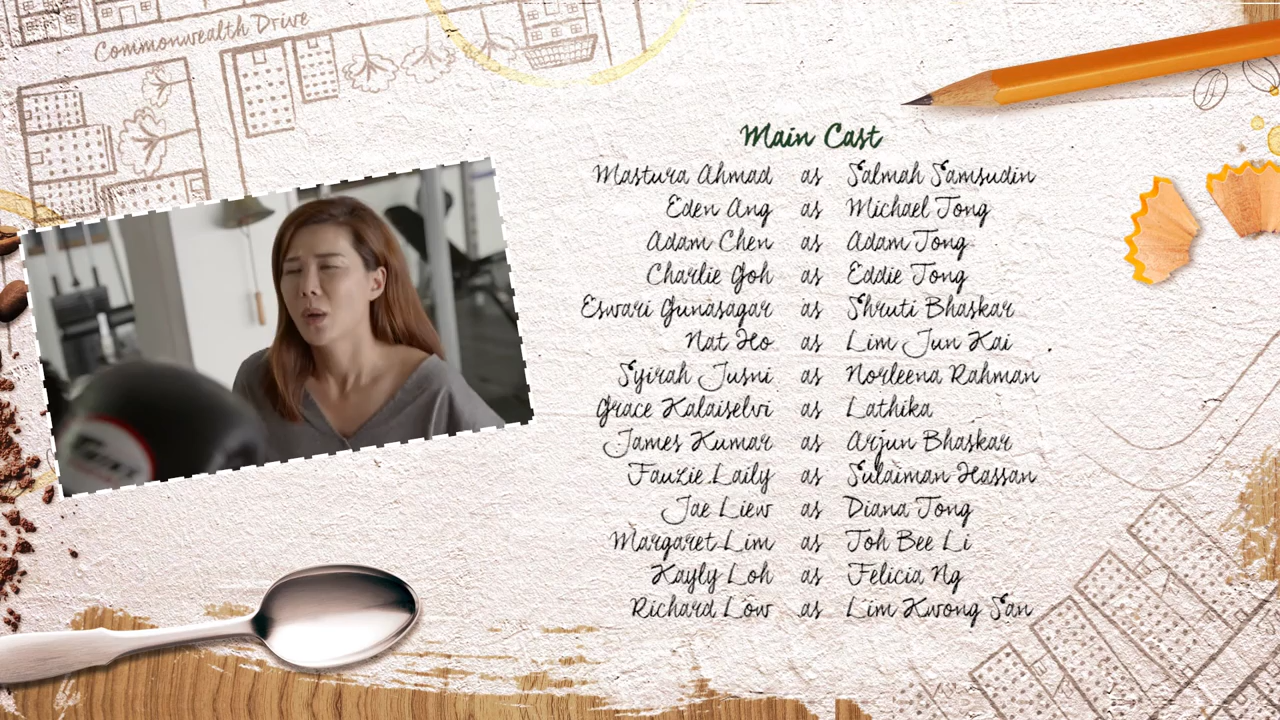 Commonwealth Drive
Main Cast
Mastura Ahmad as Salmah Samsudin
Eden Ang as Michael Tong
Adam Chen as Adam Tong
Charlie Goh as Eddie Tong
Eswari Gunasagar as Shruti Bhaskar
Nat Ho as Lim Jun Kai
Syirah Jusni as Norleena Rahman
Grace Kalaiselvi as Lathika
James Kumar as Arjun Bhaskar
Fauzie Laily as Sulaiman Hassan
Jae Liew as Diana Tong
Margaret Lim as Toh Bee Li
Kayly Loh as Felicia Ng
Richard Low as Lim Kwong San